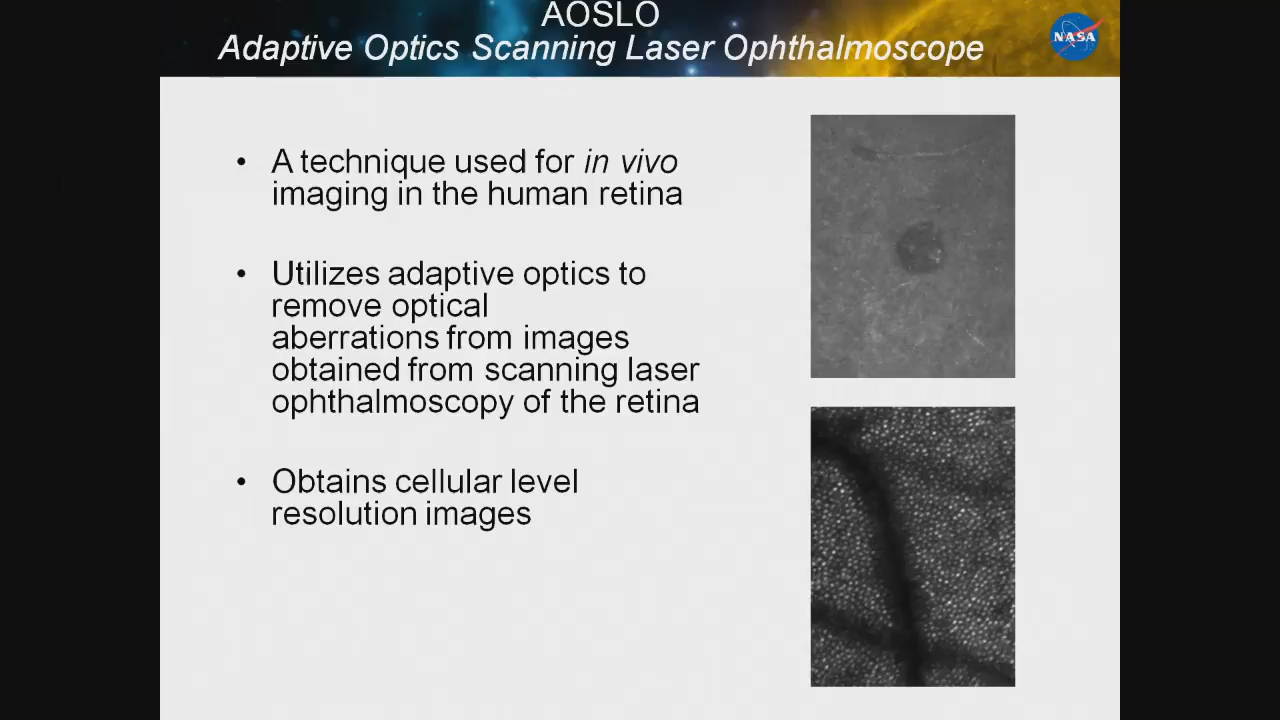 AOSLO
Adaptive Optics Scanning Laser Ophthalmoscope
NASA
• A technique used for in vivo
imaging in the human retina
• Utilizes adaptive optics to
remove optical
aberrations from images
obtained from scanning laser
ophthalmoscopy of the retina
• Obtains cellular level
resolution images